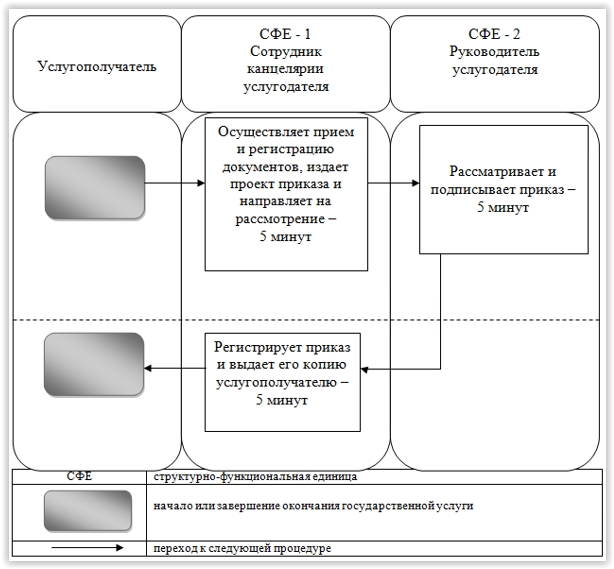 Услугополучатель
СФЕ - 1
Сотрудник
канцелярии
услугодателя
СФЕ - 2
Руководитель
услугодателя
Осуществляет прием
и регистрацию
документов, издает
проект приказа и
направляет на
рассмотрение –
5 минут
Рассматривает и
подписывает приказ –
5 минут
Регистрирует приказ
и выдает его копию
услугополучателю –
5 минут
СФЕ
структурно-функциональная единица
начало или завершение окончания государственной услуги
переход к следующей процедуре